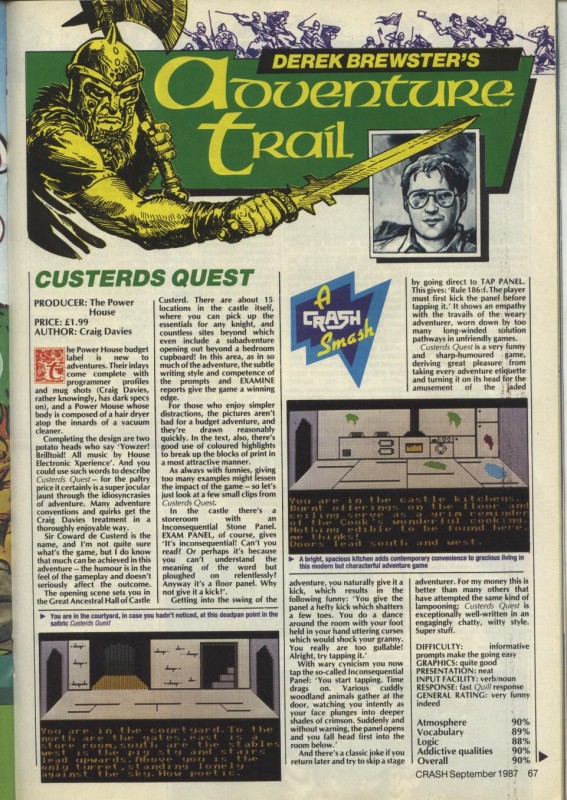 DEREK BREWSTER'S
Adventure
Trail
CUSTERDS QUEST
PRODUCER: The Power
House
PRICE: £1.99
AUTHOR: Craig Davies
The Power House budget
label is new to
adventures. Their inlays
come complete with
programmer profiles
and mug shots (Craig Davies,
rather knowingly, has dark specs
on), and a Power Mouse whose
body is composed of a hair dryer
atop the innards of a vacuum
cleaner.
Completing the design are two
potato heads who say 'Yowzer!
Brilltoid! All music by House
Electronic Xperience'. And you
could use such words to describe
Custerds Quest – for the paltry
price it certainly is a super jocular
jaunt through the idiosyncrasies
of adventure. Many adventure
conventions and quirks get the
Craig Davies treatment in a
thoroughly enjoyable way.
Sir Coward de Custerd is the
name, and I'm not quite sure
what's the game, but I do know
that much can be achieved in this
adventure – the humour is in the
feel of the gameplay and doesn't
seriously affect the outcome.
The opening scene sets you in
the Great Ancestral Hall of Castle
Custerd. There are about 15
locations in the castle itself,
where you can pick up the
essentials for any knight, and
countless sites beyond which
even include a subadventure
opening out beyond a bedroom
cupboard! In this area, as in so
much of the adventure, the subtle
writing style and competence of
the prompts and EXAMINE
reports give the game a winning
edge.
For those who enjoy simpler
distractions, the pictures aren't
bad for a budget adventure, and
they're drawn reasonably
quickly. In the text, also, there's
good use of coloured highlights
to break up the blocks of print in
a most attractive manner.
As always with funnies, giving
too many examples might lessen
the impact of the game – so let's
just look at a few small clips from
Custerds Quest.
In the castle there's a
storeroom with an
Inconsequential Stone Panel.
EXAM PANEL, of course, gives
'It's inconsequential! Can't you
read? Or perhaps it's because
you can't understand the
meaning of the word but
ploughed on relentlessly?
Anyway it's a floor panel. Why
not give it a kick?'.
Getting into the swing of the
▶ You are in the courtyard, in case you hadn't noticed, at this deadpan point in the
satiric Custerds Quest
You are in the courtyard. To the
north are the gates, east is a
store room, south are the stables
west is the pig sty and stairs
lead upwards. Above you is the
only turret, standing lonely
against the sky. How poetic.
A
CRASH
Smash
by going direct to TAP PANEL.
This gives: 'Rule 186:f. The player
must first kick the panel before
tapping it.' It shows an empathy
with the travails of the weary
adventurer, worn down by too
many long-winded solution
pathways in unfriendly games.
Custerds Quest is a very funny
and sharp-humoured game,
deriving great pleasure from
taking every adventure etiquette
and turning it on its head for the
amusement of the jaded
You are in the castle kitchens.
Burnt offerings on the floor and
ceiling serve as a grim reminder
of the Cook's wonderful cooking.
Nothing edible to be found here
me thinks!
Doors lead south and west.
▶ A bright, spacious kitchen adds contemporary convenience to gracious living in
this modern but characterful adventure game
adventure, you naturally give it a
kick, which results in the
following funny: 'You give the
panel a hefty kick which shatters
a few toes. You do a dance
around the room with your foot
held in your hand uttering curses
which would shock your granny.
You really are too gullable!
Alright, try tapping it.'
With wary cynicism you now
tap the so-called Inconsequential
Panel: 'You start tapping. Time
drags on. Various cuddly
woodland animals gather at the
door, watching you intently as
your face plunges into deeper
shades of crimson. Suddenly and
without warning, the panel opens
and you fall head first into the
room below.'
And there's a classic joke if you
return later and try to skip a stage
adventurer. For my money this is
better than many others that
have attempted the same kind of
lampooning; Custerds Quest is
exceptionally well-written in an
engagingly chatty, witty style.
Super stuff.
DIFFICULTY: informative
prompts make the going easy
GRAPHICS: quite good
PRESENTATION: neat
INPUT FACILITY: verb/noun
RESPONSE: fast Quill response
GENERAL RATING: very funny
indeed
Atmosphere 90%
Vocabulary 89%
Logic 88%
Addictive qualities 90%
Overall 90%
CRASH September 1987 67